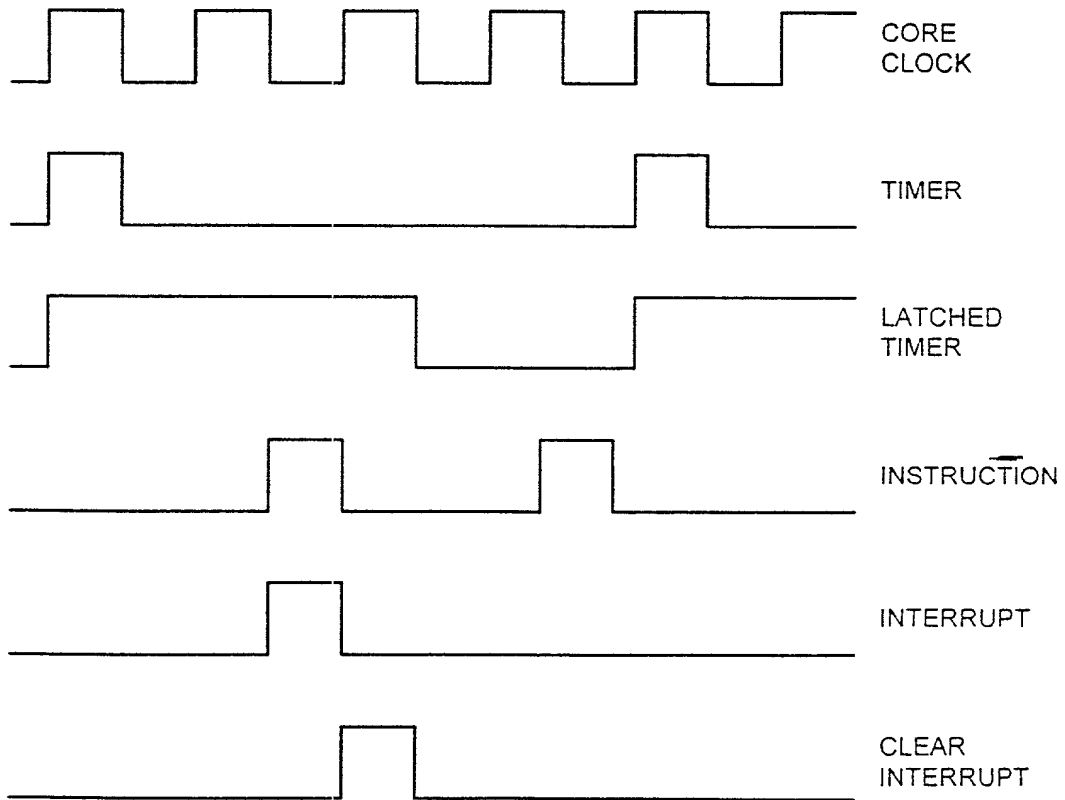 CORE
CLOCK
TIMER
LATCHED
TIMER
INSTRUCTION
INTERRUPT
CLEAR
INTERRUPT